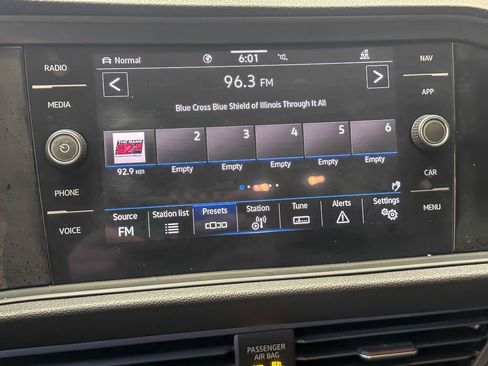 RADIO
MEDIA
PHONE
VOICE
Normal
6:01
96.3 FM
Blue Cross Blue Shield of Illinois Through It All
2 3 4 5 6
Empty Empty Empty Empty Empty
92.9 HD1
Source Station list Presets Station Tune Alerts Settings
FM
NAV
APP
CAR
MENU
PASSENGER
AIR BAG